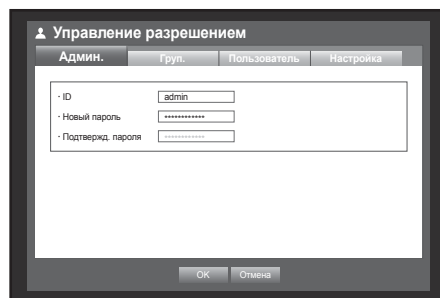 Управление разрешением
Админ. Груп. Пользователь Настройка
· ID admin
· Новый пароль ************
· Подтвержд. пароля ************
OK Отмена